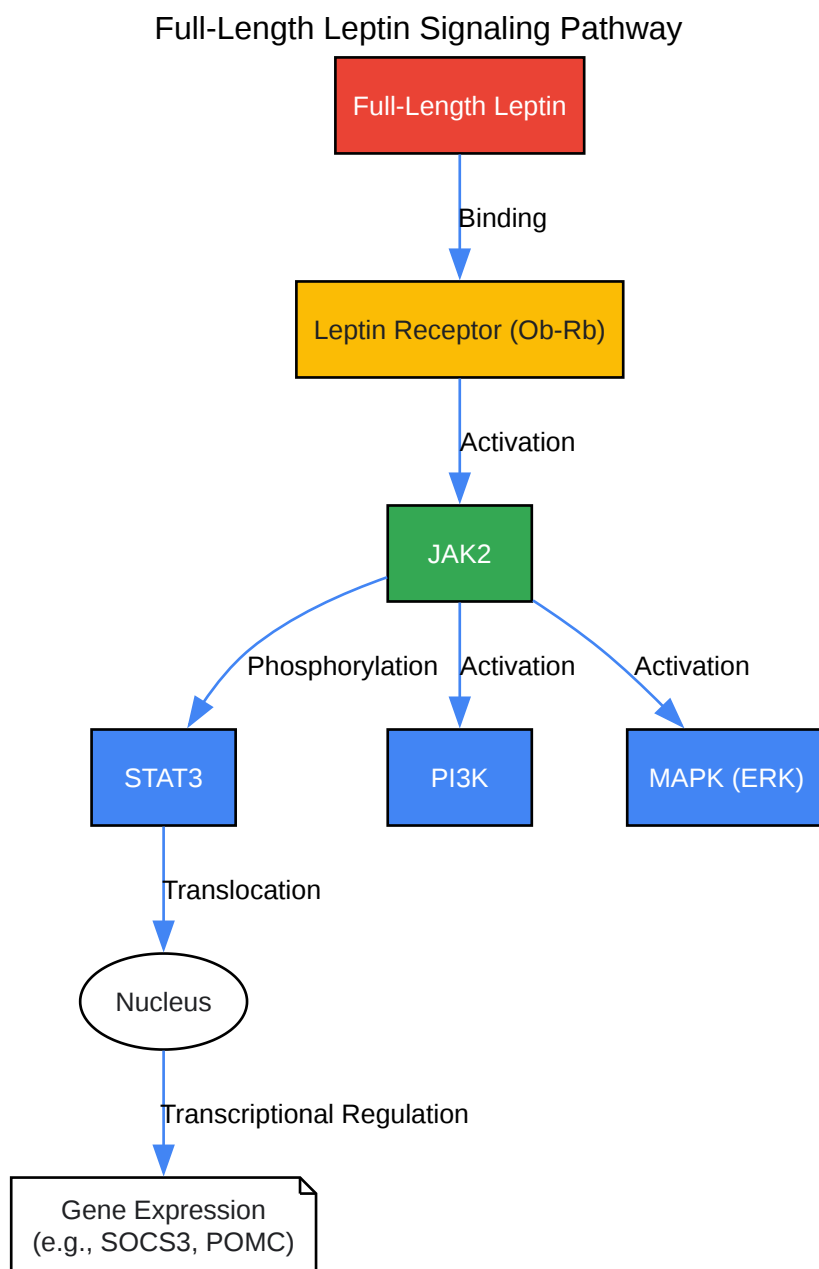 Full-Length Leptin Signaling Pathway
Full-Length Leptin
Binding
Leptin Receptor (Ob-Rb)
Activation
JAK2
Phosphorylation
Activation
Activation
STAT3
PI3K
MAPK (ERK)
Translocation
Nucleus
Transcriptional Regulation
Gene Expression
(e.g., SOCS3, POMC)